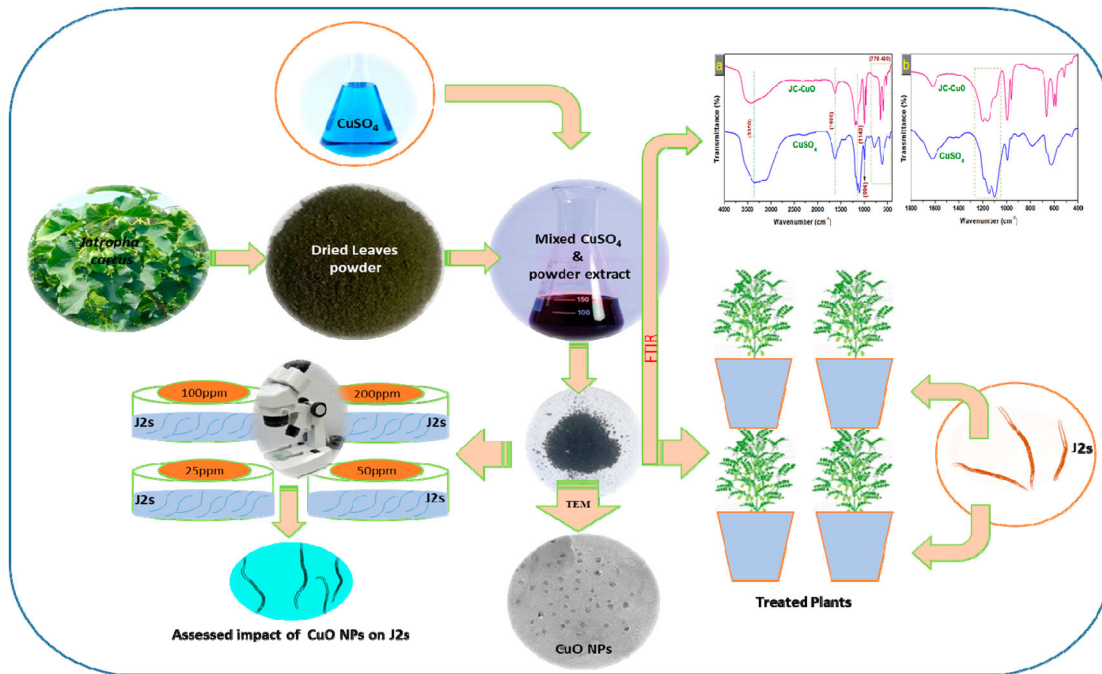 CuSO4
Jatropha
curcus
Dried Leaves
powder
Mixed CuSO4
&
powder extract
150
100
FTIR
a
(770-460)
JC-CuO
CuSO4
(1143)
Transmittance (%)
4000 3500 3000 2500 2000 1500 1000 500
Wavenumber (cm-1)
b
JC-CuO
CuSO4
Transmittance (%)
1800 1600 1400 1200 1000 800 600 400
Wavenumber (cm-1)
100ppm
200ppm
J2s
J2s
25ppm
50ppm
J2s
J2s
TEM
J2s
Treated Plants
Assessed impact of CuO NPs on J2s
CuO NPs